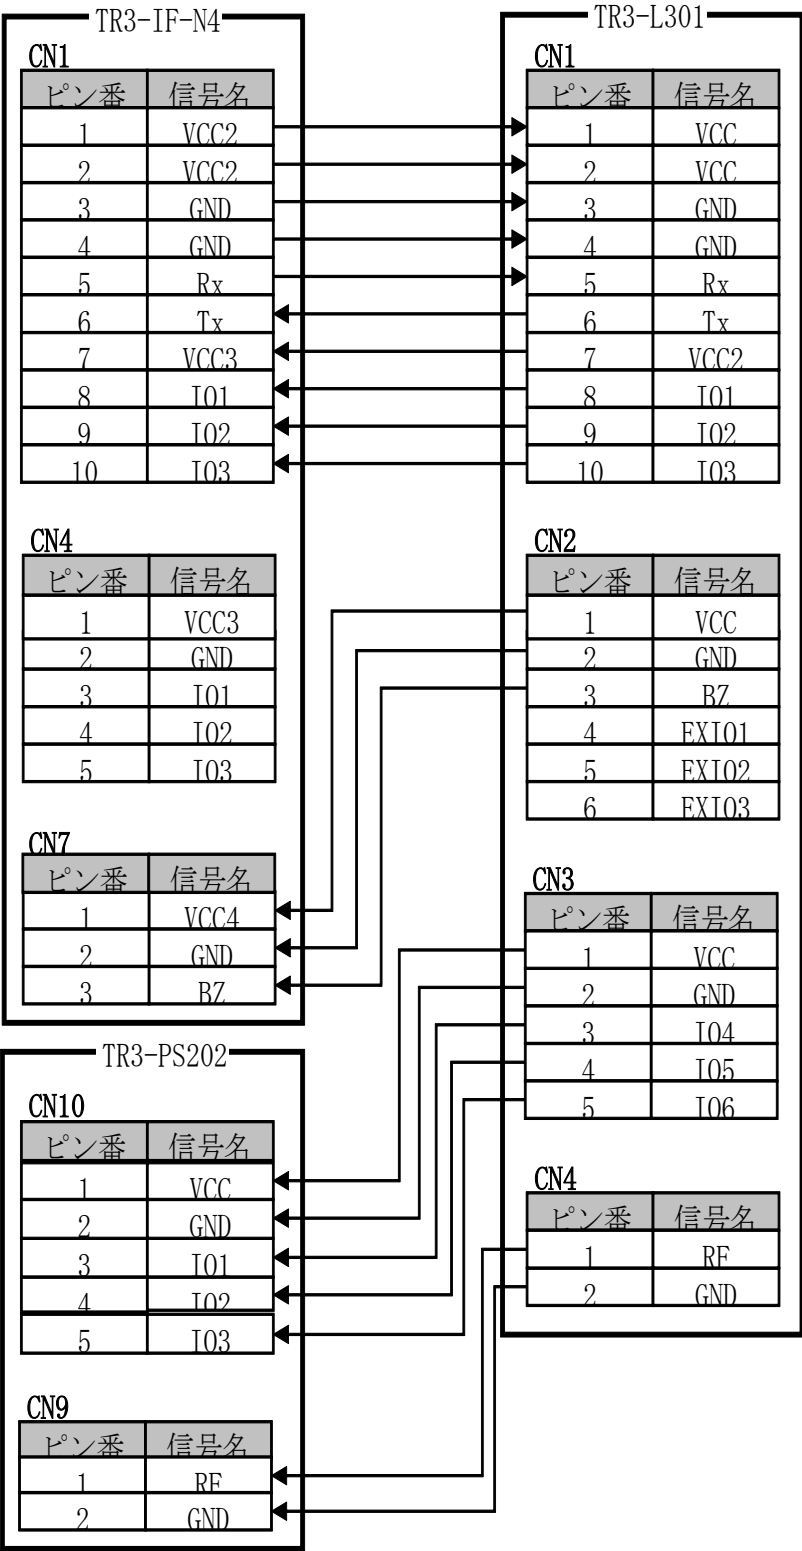 TR3-IF-N4
CN1
ピン番 信号名
1 VCC2
2 VCC2
3 GND
4 GND
5 Rx
6 Tx
7 VCC3
8 IO1
9 IO2
10 IO3
CN4
ピン番 信号名
1 VCC3
2 GND
3 IO1
4 IO2
5 IO3
CN7
ピン番 信号名
1 VCC4
2 GND
3 BZ
TR3-PS202
CN10
ピン番 信号名
1 VCC
2 GND
3 IO1
4 IO2
5 IO3
CN9
ピン番 信号名
1 RF
2 GND
TR3-L301
CN1
ピン番 信号名
1 VCC
2 VCC
3 GND
4 GND
5 Rx
6 Tx
7 VCC2
8 IO1
9 IO2
10 IO3
CN2
ピン番 信号名
1 VCC
2 GND
3 BZ
4 EXIO1
5 EXIO2
6 EXIO3
CN3
ピン番 信号名
1 VCC
2 GND
3 IO4
4 IO5
5 IO6
CN4
ピン番 信号名
1 RF
2 GND